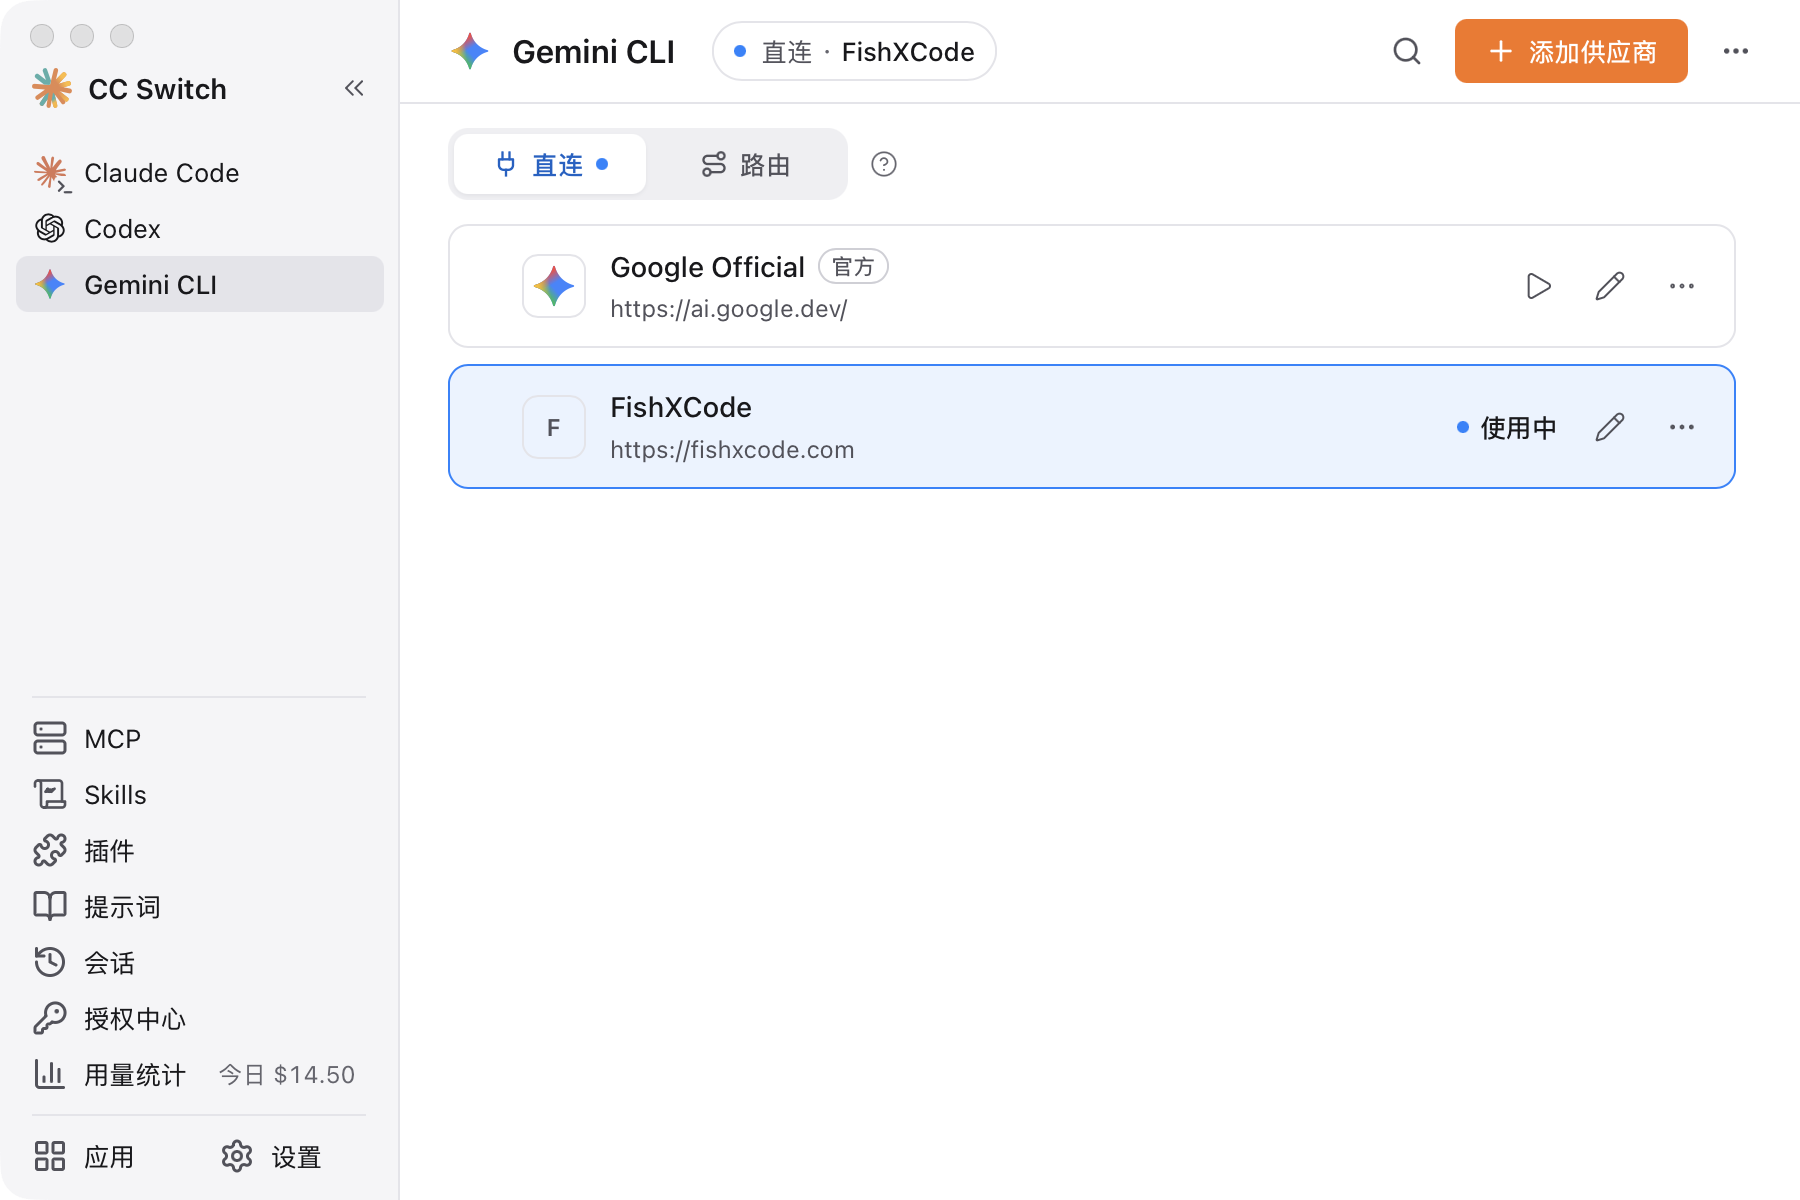 CC Switch
Claude Code
Codex
Gemini CLI
MCP
Skills
插件
提示词
会话
授权中心
用量统计 今日 $14.50
应用 设置
Gemini CLI 直连 · FishXCode 添加供应商
直连 路由
Google Official 官方
https://ai.google.dev/
F
FishXCode
https://fishxcode.com
使用中